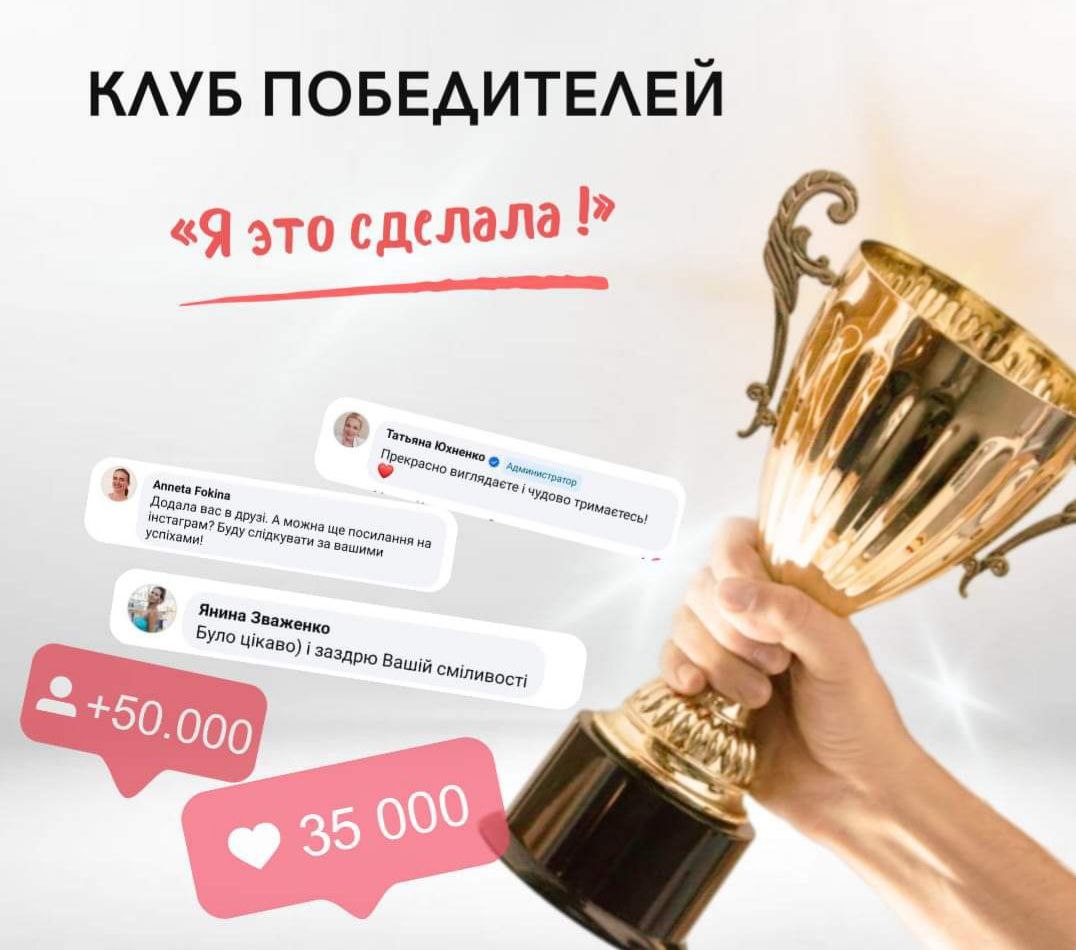 КЛУБ ПОБЕДИТЕЛЕЙ
«Я это сделала !»
Татьяна Юхненко Администратор
Прекрасно виглядаєте і чудово тримаєтесь!
❤️
Anneta Fokina
Додала вас в друзі. А можна ще посилання на
інстаграм? Буду слідкувати за вашими
успіхами!
Янина Зваженко
Було цікаво) і заздрю Вашій сміливості
+50.000
35 000